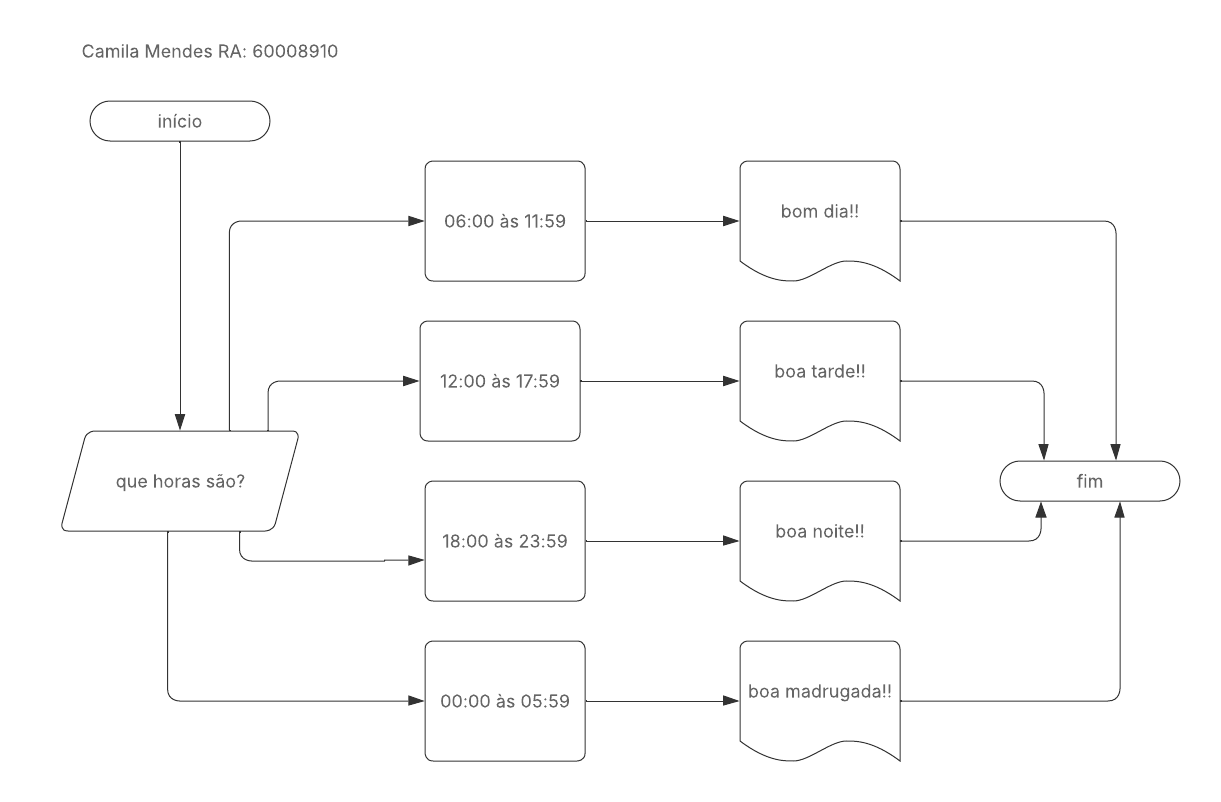 Camila Mendes RA: 60008910
início
06:00 às 11:59
bom dia!!
12:00 às 17:59
boa tarde!!
que horas são?
fim
18:00 às 23:59
boa noite!!
00:00 às 05:59
boa madrugada!!